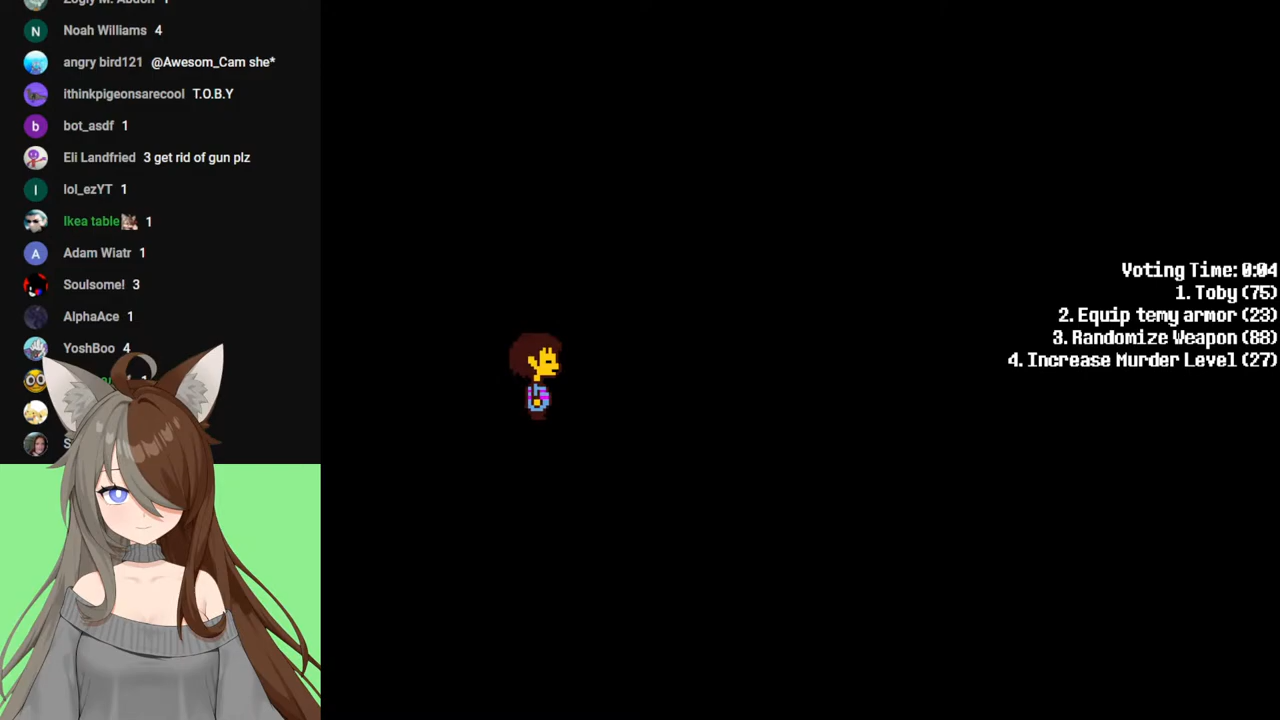 Noah Williams 4
angry bird121 @Awesom_Cam she*
ithinkpigeonsarecool T.O.B.Y
b bot_asdf 1
Eli Landfried 3 get rid of gun plz
l lol_ezYT 1
Ikea table 1
A Adam Wiatr 1
Soulsome! 3
AlphaAce 1
YoshBoo 4
Voting Time: 0:04
1. Toby (75)
2. Equip temy armor (23)
3. Randomize Weapon (88)
4. Increase Murder Level (27)